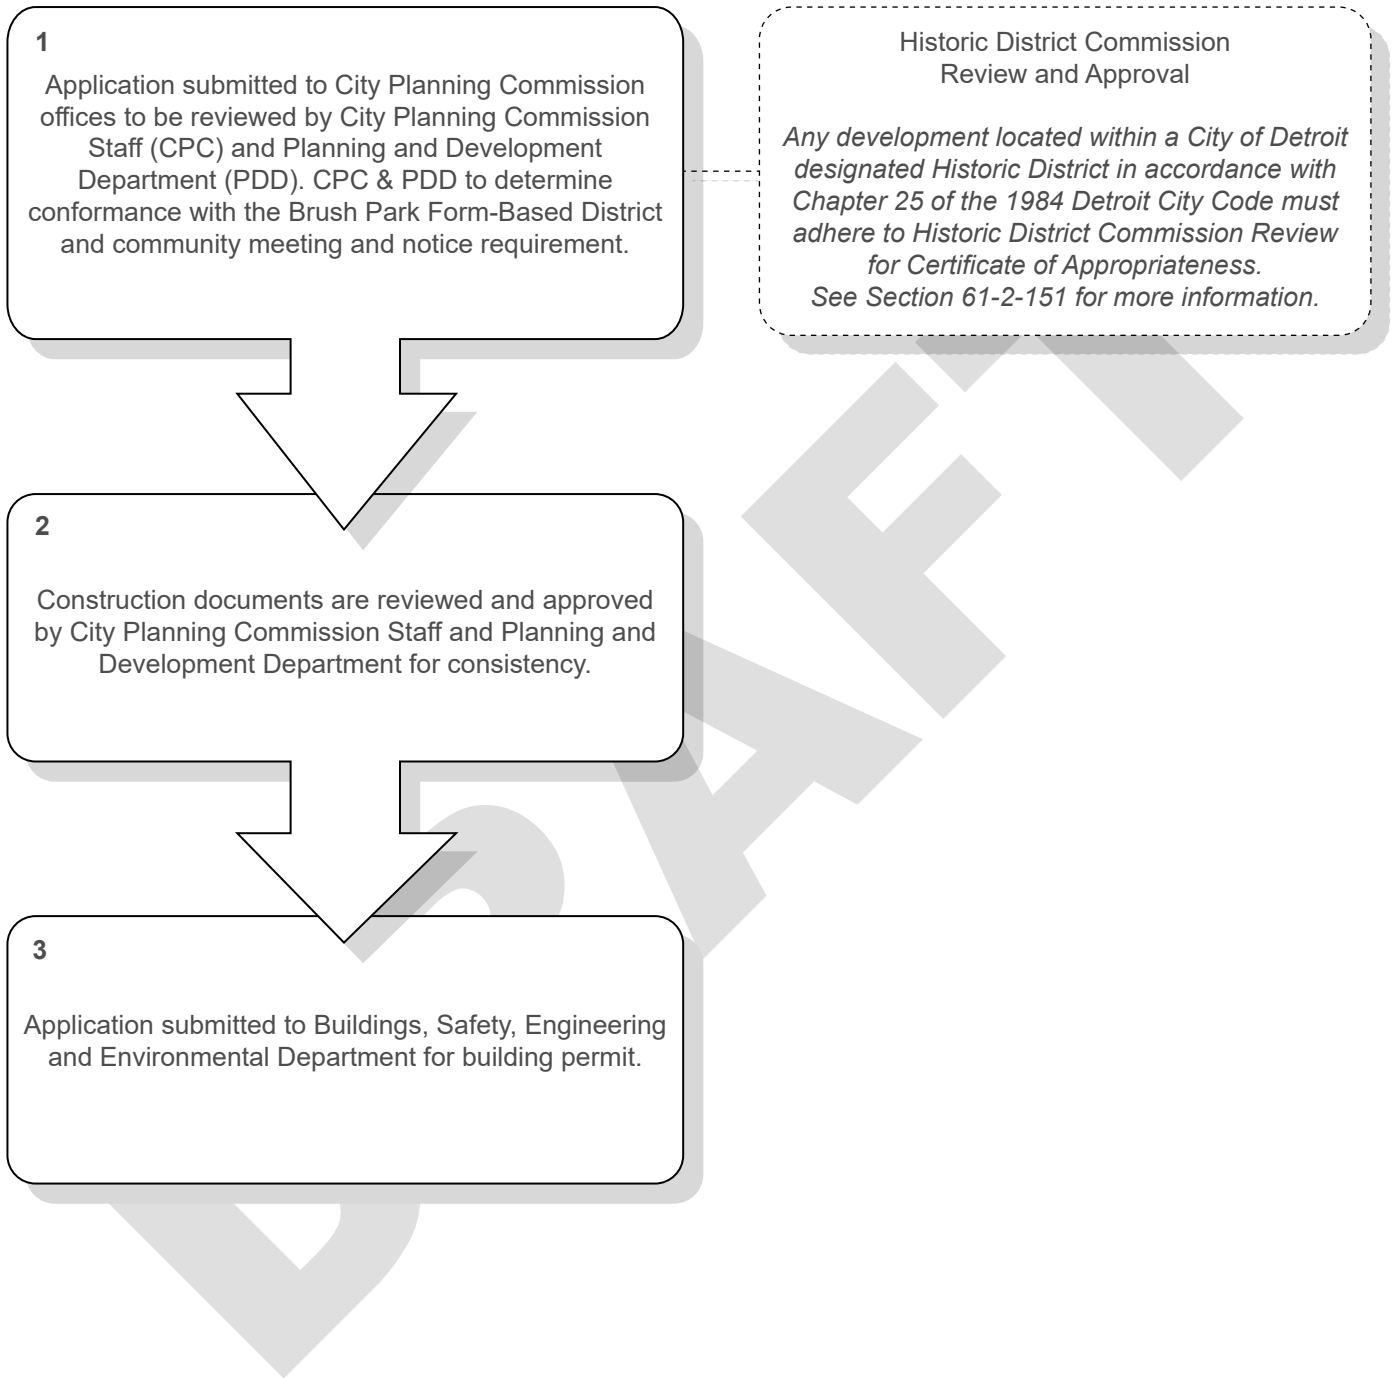 1
Application submitted to City Planning Commission
offices to be reviewed by City Planning Commission
Staff (CPC) and Planning and Development
Department (PDD). CPC & PDD to determine
conformance with the Brush Park Form-Based District
and community meeting and notice requirement.
Historic District Commission
Review and Approval
Any development located within a City of Detroit
designated Historic District in accordance with
Chapter 25 of the 1984 Detroit City Code must
adhere to Historic District Commission Review
for Certificate of Appropriateness.
See Section 61-2-151 for more information.
2
Construction documents are reviewed and approved
by City Planning Commission Staff and Planning and
Development Department for consistency.
3
Application submitted to Buildings, Safety, Engineering
and Environmental Department for building permit.
DRAFT